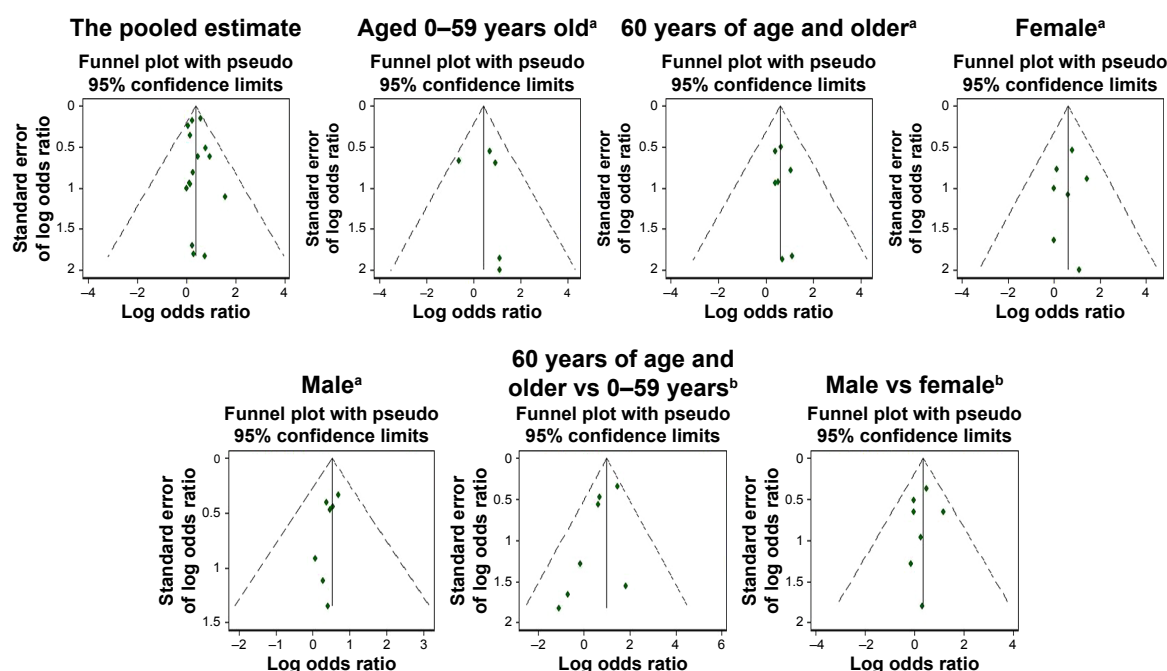 The pooled estimate
Funnel plot with pseudo
95% confidence limits
Standard error
of log odds ratio
0
0.5
1
1.5
2
–4
–2
0
2
4
Log odds ratio
Aged 0–59 years oldᵃ
Funnel plot with pseudo
95% confidence limits
Standard error
of log odds ratio
0
0.5
1
1.5
2
–4
–2
0
2
4
Log odds ratio
60 years of age and olderᵃ
Funnel plot with pseudo
95% confidence limits
Standard error
of log odds ratio
0
0.5
1
1.5
2
–4
–2
0
2
4
Log odds ratio
Femaleᵃ
Funnel plot with pseudo
95% confidence limits
Standard error
of log odds ratio
0
0.5
1
1.5
2
–4
–2
0
2
4
Log odds ratio
Maleᵃ
Funnel plot with pseudo
95% confidence limits
Standard error
of log odds ratio
0
0.5
1
1.5
–2
–1
0
1
2
3
Log odds ratio
60 years of age and
older vs 0–59 yearsᵇ
Funnel plot with pseudo
95% confidence limits
Standard error
of log odds ratio
0
0.5
1
1.5
2
–2
0
2
4
6
Log odds ratio
Male vs femaleᵇ
Funnel plot with pseudo
95% confidence limits
Standard error
of log odds ratio
0
0.5
1
1.5
2
–4
–2
0
2
4
Log odds ratio